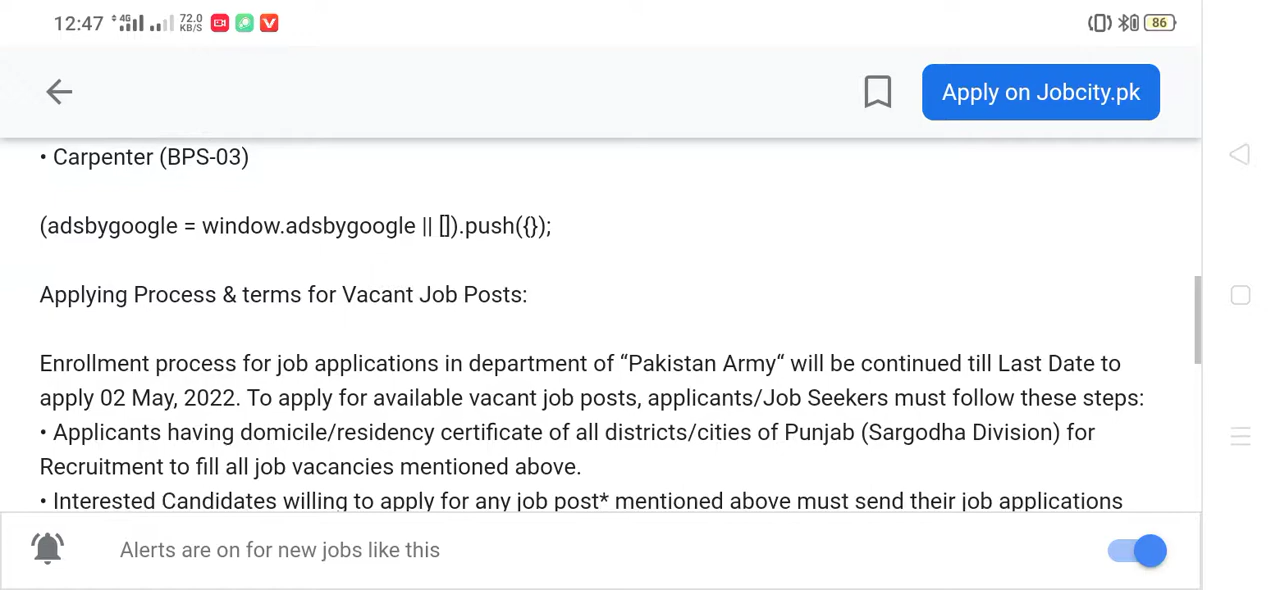 12:47 4G 72.0 KB/S 86
Apply on Jobcity.pk
• Carpenter (BPS-03)
(adsbygoogle = window.adsbygoogle || []).push({});
Applying Process & terms for Vacant Job Posts:
Enrollment process for job applications in department of “Pakistan Army“ will be continued till Last Date to
apply 02 May, 2022. To apply for available vacant job posts, applicants/Job Seekers must follow these steps:
• Applicants having domicile/residency certificate of all districts/cities of Punjab (Sargodha Division) for
Recruitment to fill all job vacancies mentioned above.
• Interested Candidates willing to apply for any job post* mentioned above must send their job applications
Alerts are on for new jobs like this